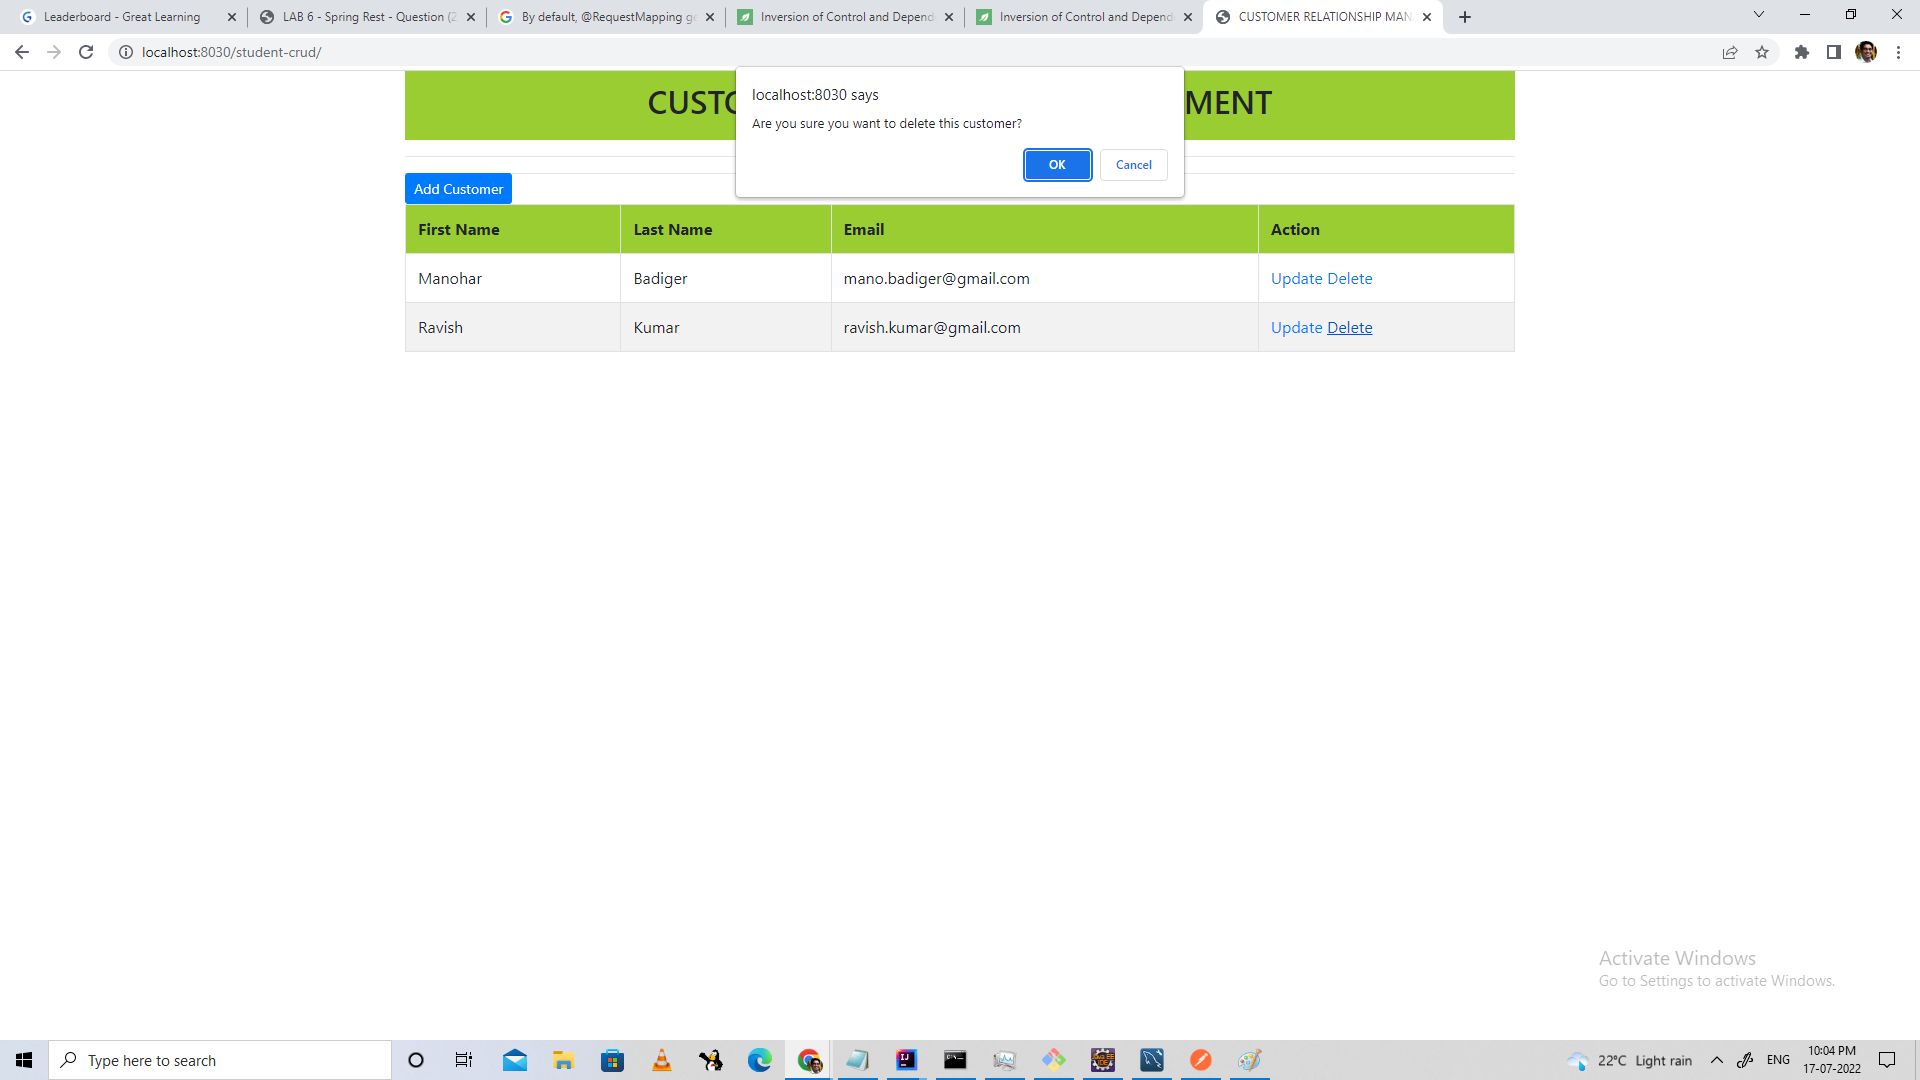 Leaderboard - Great Learning
LAB 6 - Spring Rest - Question (2
By default, @RequestMapping ge
Inversion of Control and Depend
Inversion of Control and Depend
CUSTOMER RELATIONSHIP MAN
localhost:8030/student-crud/
CUSTO MENT
localhost:8030 says
Are you sure you want to delete this customer?
OK Cancel
Add Customer
First Name Last Name Email Action
Manohar Badiger mano.badiger@gmail.com Update Delete
Ravish Kumar ravish.kumar@gmail.com Update Delete
Activate Windows
Go to Settings to activate Windows.
Type here to search
22°C Light rain
ENG
10:04 PM
17-07-2022